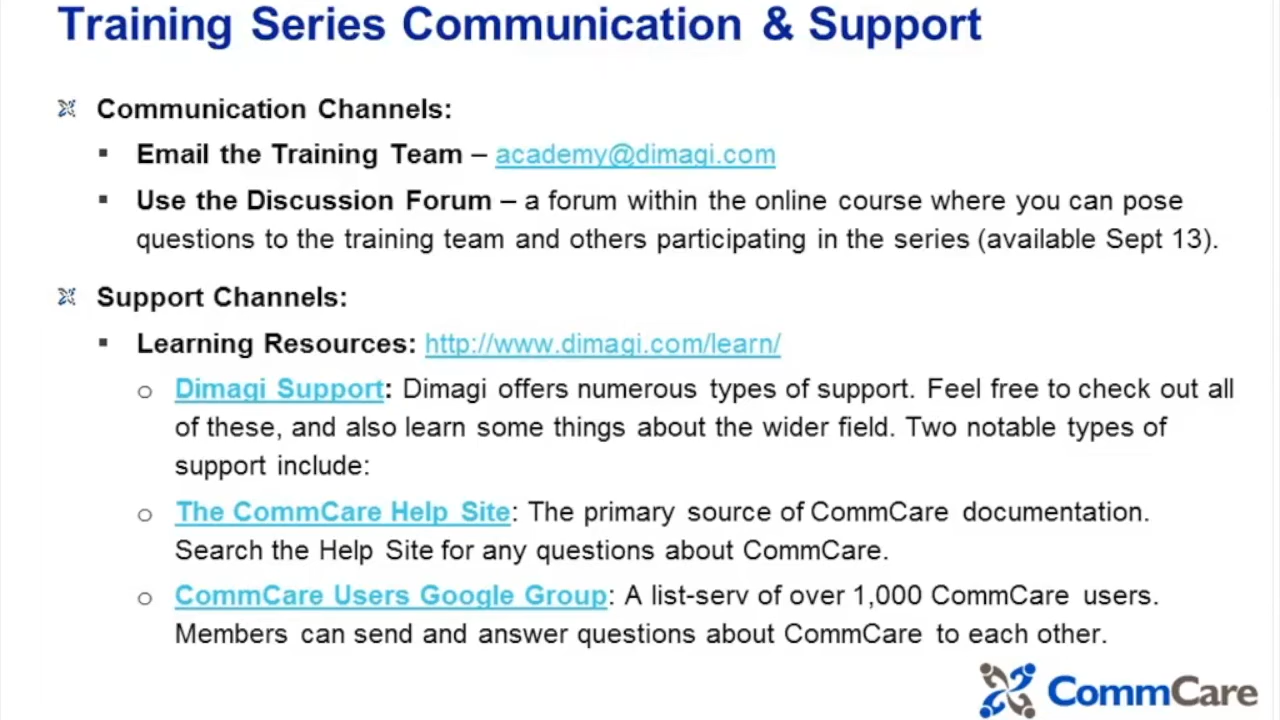 Training Series Communication & Support
Communication Channels:
▪ Email the Training Team – academy@dimagi.com
▪ Use the Discussion Forum – a forum within the online course where you can pose
questions to the training team and others participating in the series (available Sept 13).
Support Channels:
▪ Learning Resources: http://www.dimagi.com/learn/
o Dimagi Support: Dimagi offers numerous types of support. Feel free to check out all
of these, and also learn some things about the wider field. Two notable types of
support include:
o The CommCare Help Site: The primary source of CommCare documentation.
Search the Help Site for any questions about CommCare.
o CommCare Users Google Group: A list-serv of over 1,000 CommCare users.
Members can send and answer questions about CommCare to each other.
CommCare